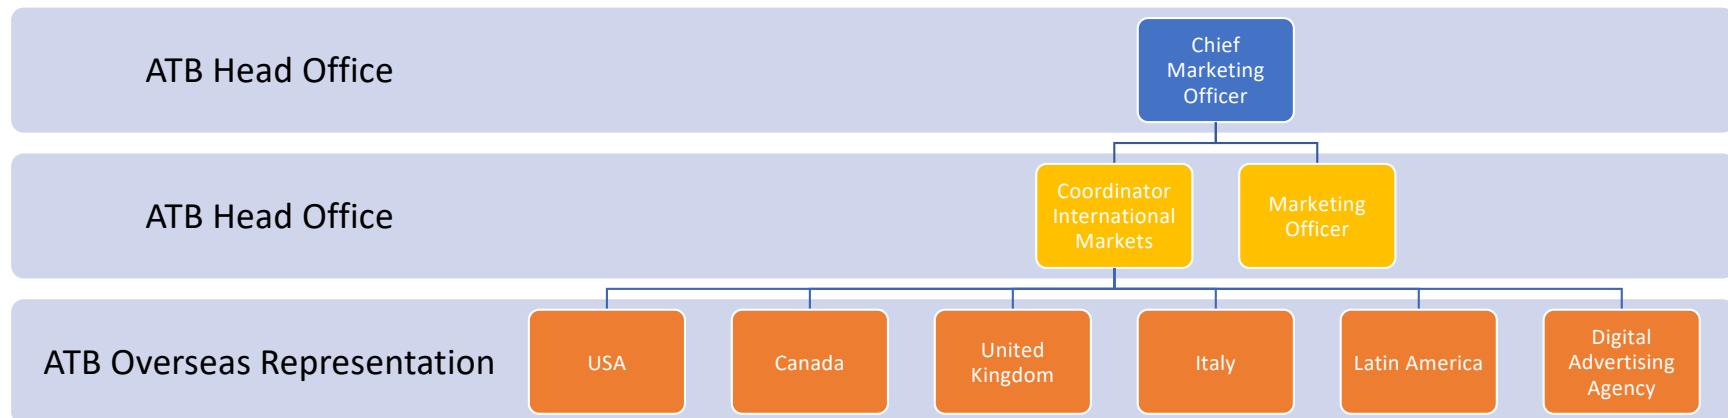 ATB Head Office
Chief
Marketing
Officer
ATB Head Office
Coordinator
International
Markets
Marketing
Officer
ATB Overseas Representation
USA
Canada
United
Kingdom
Italy
Latin America
Digital
Advertising
Agency